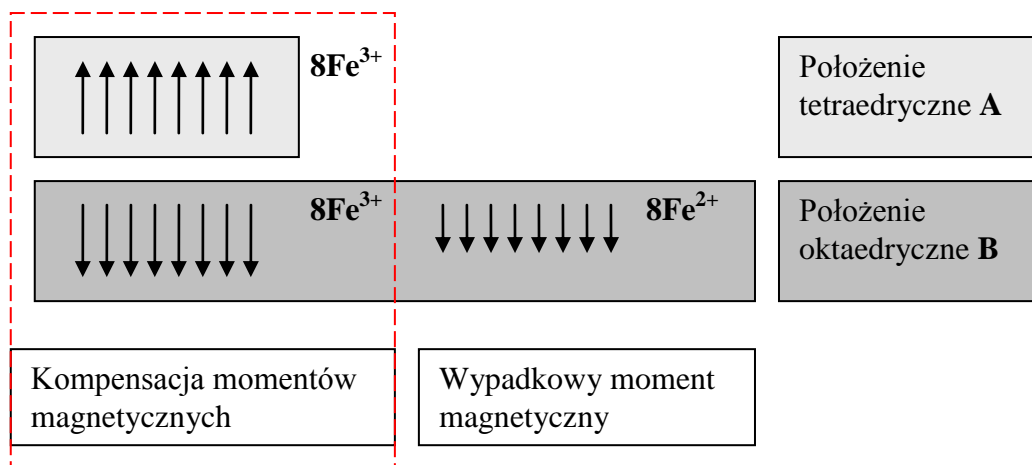 8Fe³⁺
Położenie
tetraedryczne A
8Fe³⁺
8Fe²⁺
Położenie
oktaedryczne B
Kompensacja momentów
magnetycznych
Wypadkowy moment
magnetyczny